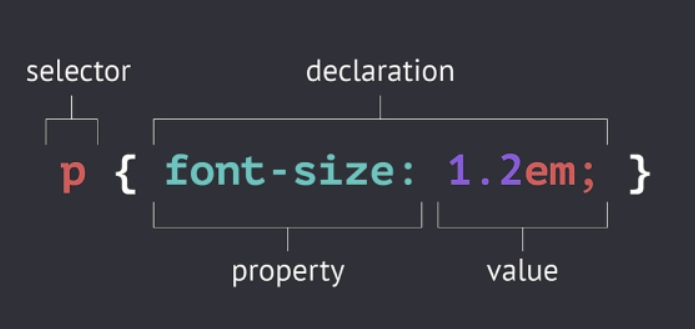 selector declaration
p { font-size: 1.2em; }
property value